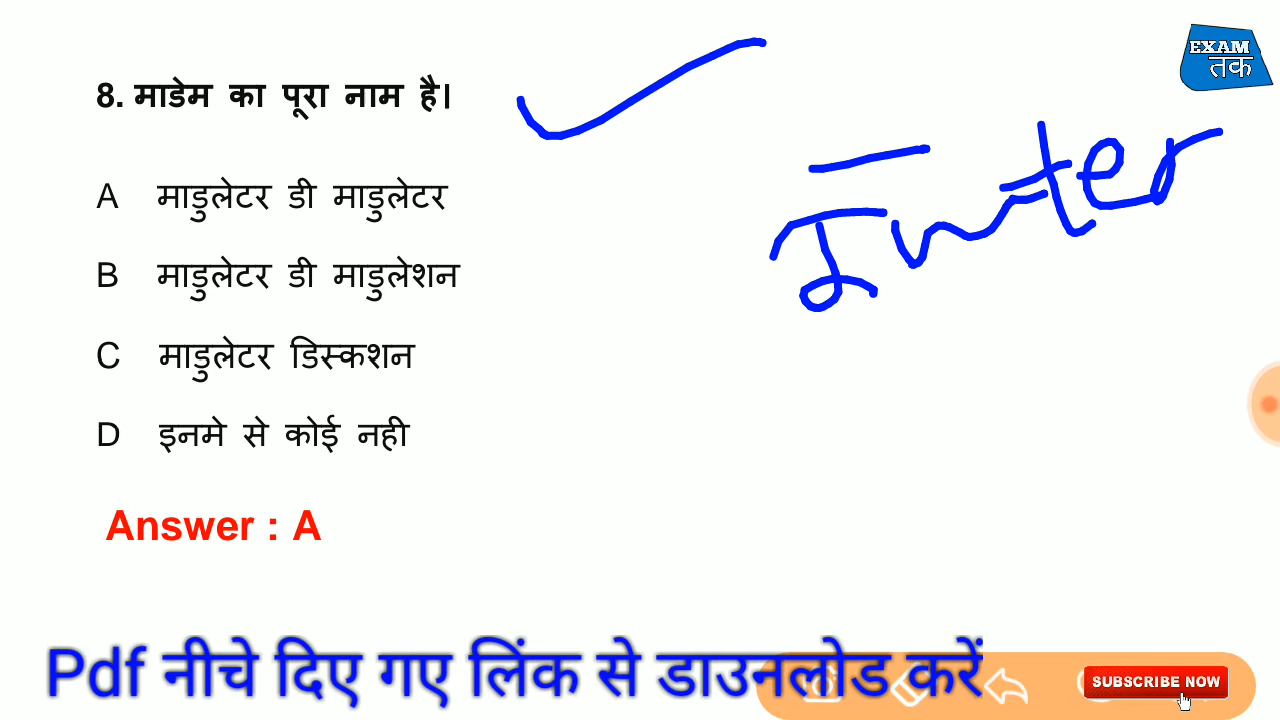 EXAM
तक
8. माडेम का पूरा नाम है।
Inter
A माडुलेटर डी माडुलेटर
B माडुलेटर डी माडुलेशन
C माडुलेटर डिस्कशन
D इनमे से कोई नही
Answer : A
Pdf नीचे दिए गए लिंक से डाउनलोड करें
SUBSCRIBE NOW